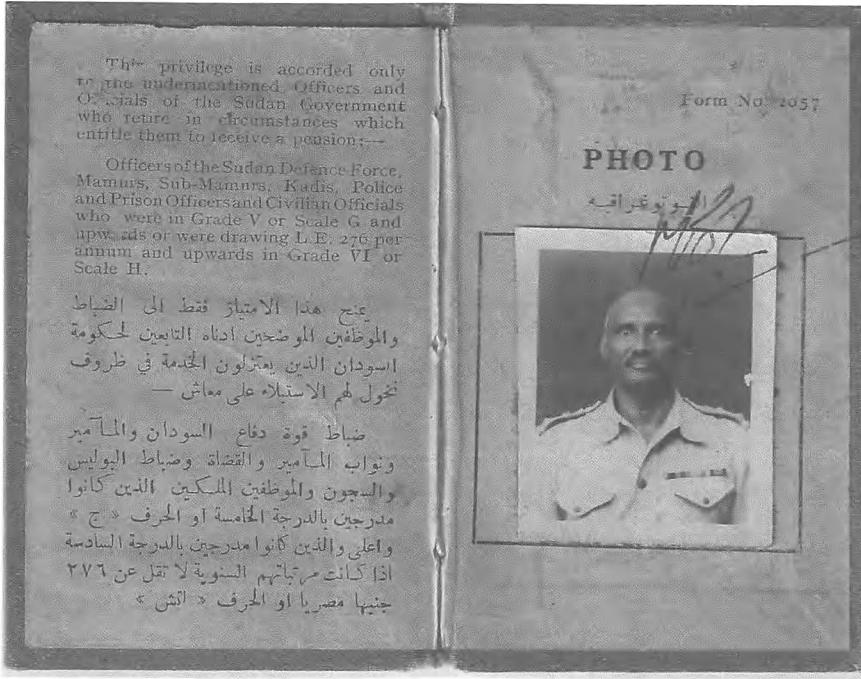 This privilege is accorded only
to the undermentioned Officers and
Officials of the Sudan Government
who retire in circumstances which
entitle them to receive a pension:—
Officers of the Sudan Defence Force,
Mamurs, Sub-Mamurs, Kadis, Police
and Prison Officers and Civilian Officials
who were in Grade V or Scale G and
upwards or were drawing L.E. 276 per
annum and upwards in Grade VI or
Scale H.
يمنح هذا الامتياز فقط الى الضباط
والموظفين الموضحين ادناه التابعين لحكومة
السودان الذين يعتزلون الخدمة في ظروف
تخول لهم الاستيلاء على معاش —
ضباط قوة دفاع السودان والمآمير
ونواب المآمير والقضاة وضباط البوليس
والسجون والموظفين الملكيين الذين كانوا
مدرجين بالدرجة الخامسة او الحرف « ج »
واعلى والذين كانوا مدرجين بالدرجة السادسة
اذا كانت مرتباتهم السنوية لا تقل عن ٢٧٦
جنيها مصريا او الحرف « اتش »
Form No. 2057
PHOTO
الفوتوغرافيه